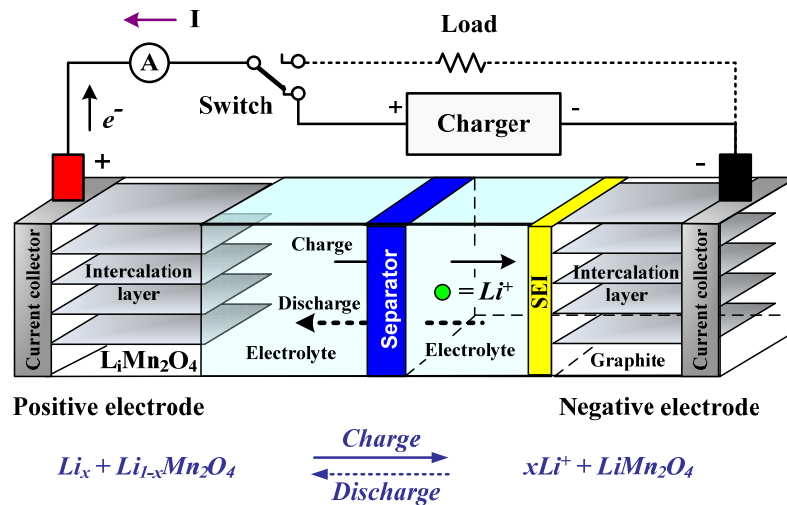 I
Load
A
Switch
e⁻
+ Charger -
+
-
Charge
Discharge
Electrolyte
Separator
Electrolyte
= Li⁺
SEI
Current collector
Intercalation
layer
LᵢMn₂O₄
Intercalation
layer
Graphite
Current collector
Positive electrode
Negative electrode
Charge
Liₓ + Li₁₋ₓMn₂O₄
xLi⁺ + LiMn₂O₄
Discharge